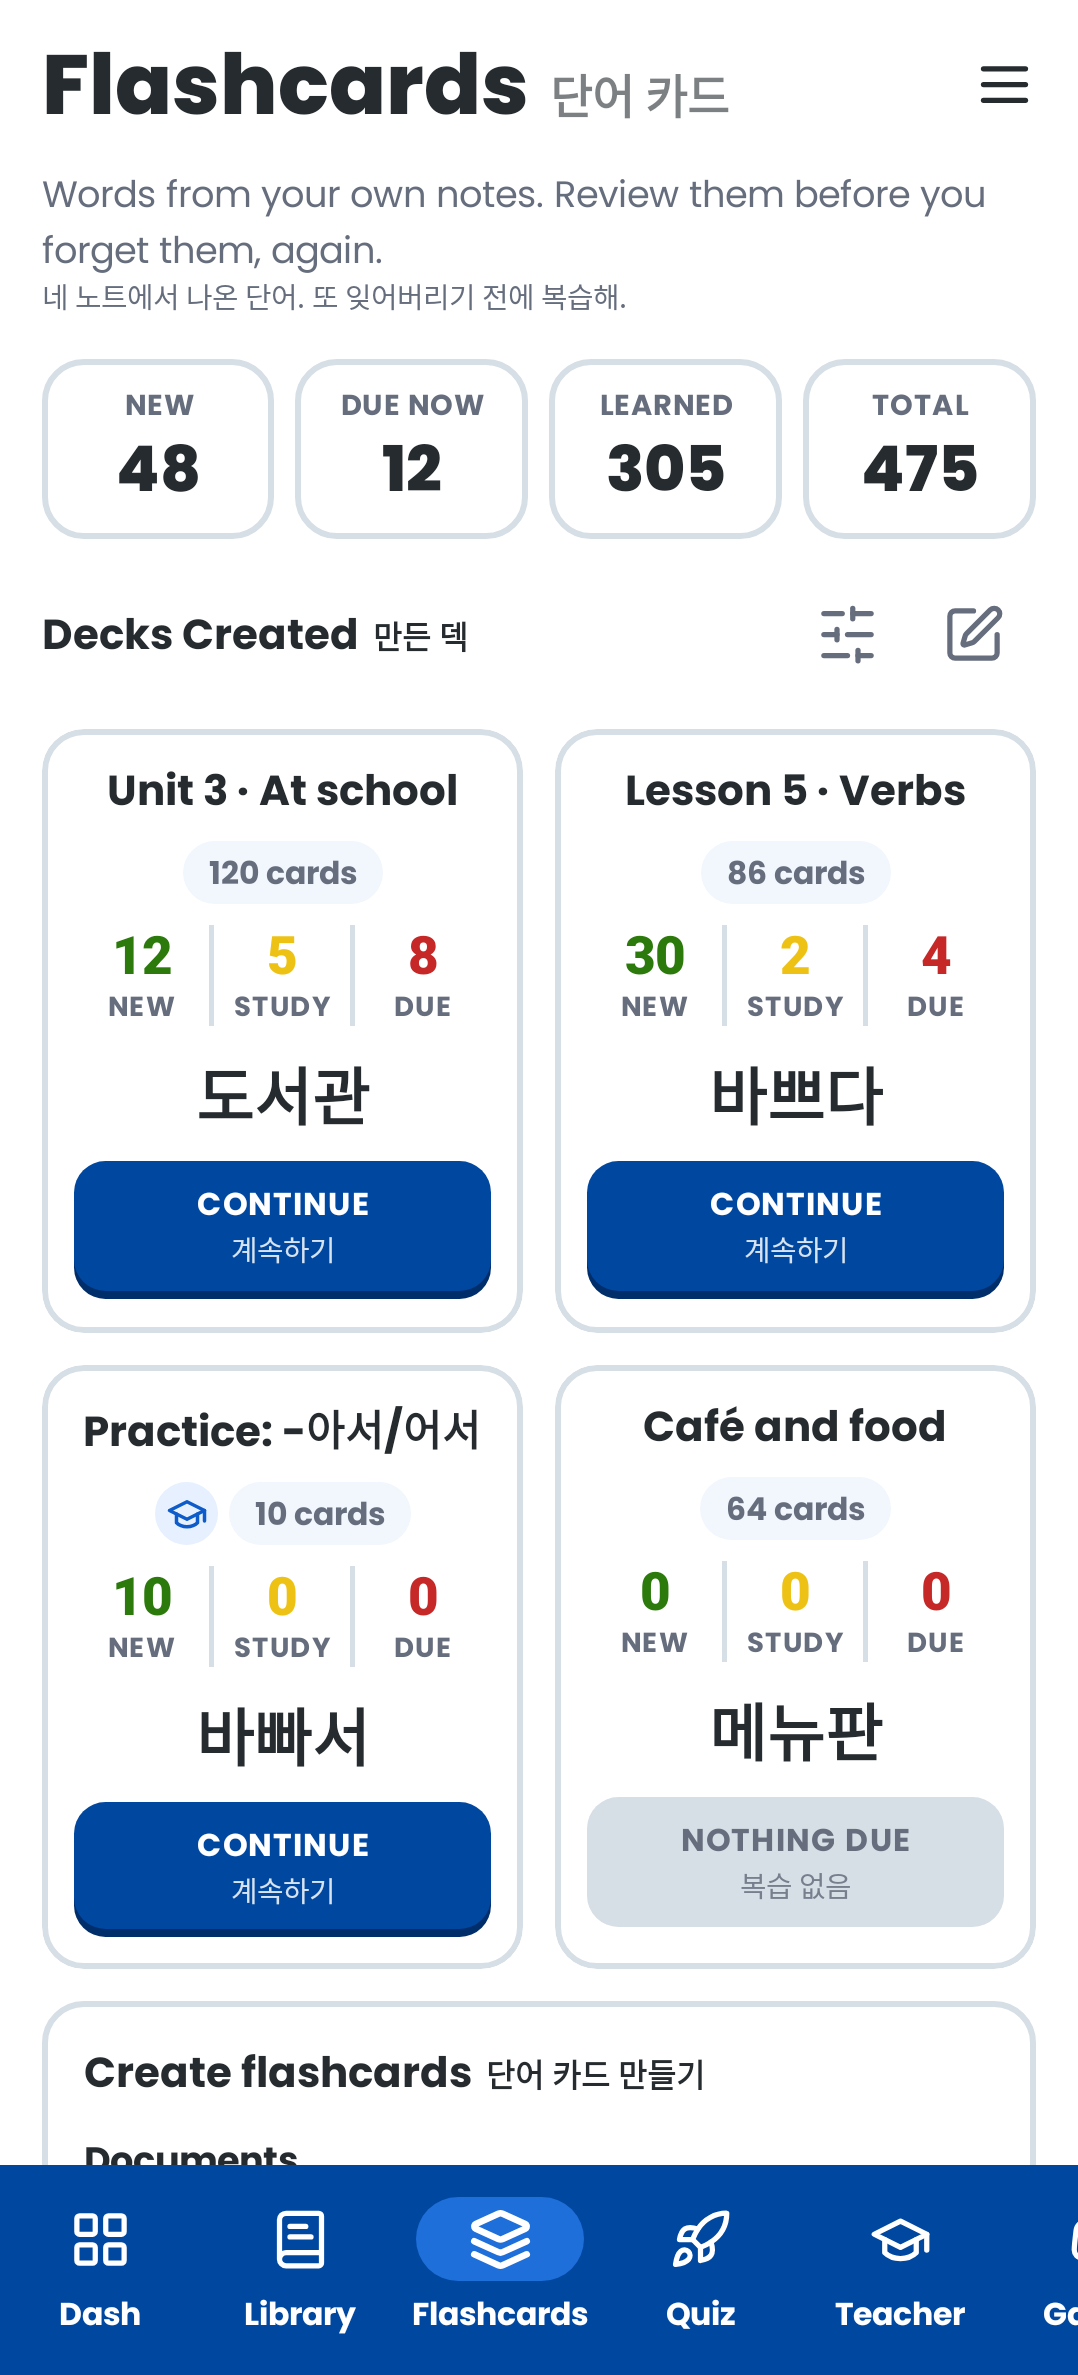 Flashcards 단어 카드
Words from your own notes. Review them before you
forget them, again.
네 노트에서 나온 단어. 또 잊어버리기 전에 복습해.
NEW
48
DUE NOW
12
LEARNED
305
TOTAL
475
Decks Created 만든 덱
Unit 3 · At school
120 cards
12 5 8
NEW STUDY DUE
도서관
CONTINUE
계속하기
Lesson 5 · Verbs
86 cards
30 2 4
NEW STUDY DUE
바쁘다
CONTINUE
계속하기
Practice: -아서/어서
10 cards
10 0 0
NEW STUDY DUE
바빠서
CONTINUE
계속하기
Café and food
64 cards
0 0 0
NEW STUDY DUE
메뉴판
NOTHING DUE
복습 없음
Create flashcards 단어 카드 만들기
Documents
Dash Library Flashcards Quiz Teacher